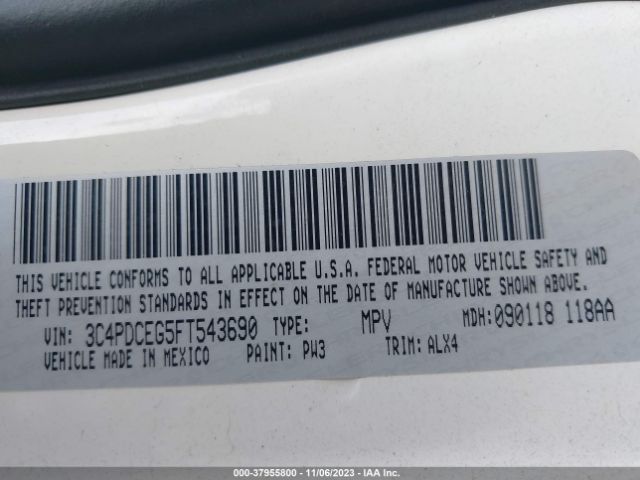 THIS VEHICLE CONFORMS TO ALL APPLICABLE U.S.A. FEDERAL MOTOR VEHICLE SAFETY AND
THEFT PREVENTION STANDARDS IN EFFECT ON THE DATE OF MANUFACTURE SHOWN ABOVE.
VIN: 3C4PDCEG5FT543690 TYPE: MPV MDH:090118 118AA
VEHICLE MADE IN MEXICO PAINT: PW3 TRIM: ALX4
000-37955800 - 11/06/2023 - IAA Inc.